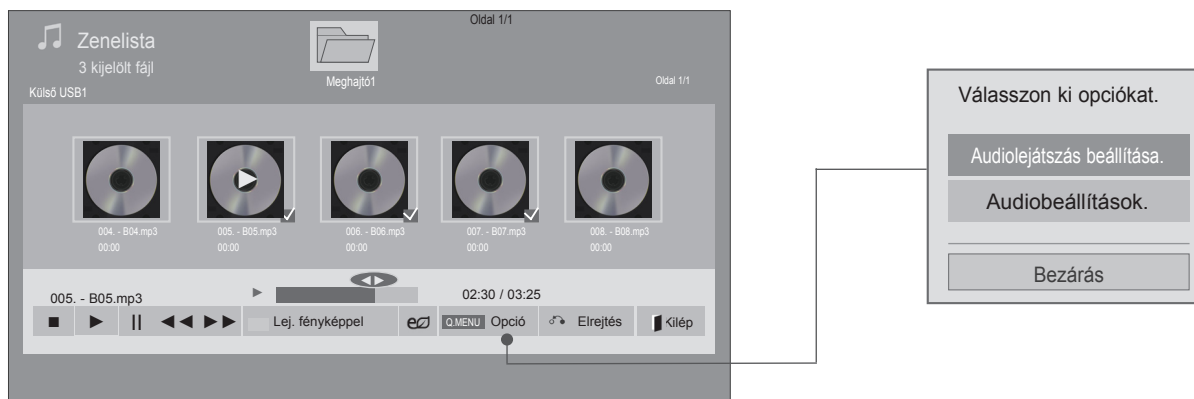 Oldal 1/1
Zenelista
3 kijelölt fájl
Meghajtó1
Oldal 1/1
Külső USB1
004. - B04.mp3
00:00
005. - B05.mp3
00:00
006. - B06.mp3
00:00
007. - B07.mp3
00:00
008. - B08.mp3
00:00
005. - B05.mp3
02:30 / 03:25
Lej. fényképpel
Q.MENU Opció
Elrejtés
Kilép
Válasszon ki opciókat.
Audiolejátszás beállítása.
Audiobeállítások.
Bezárás